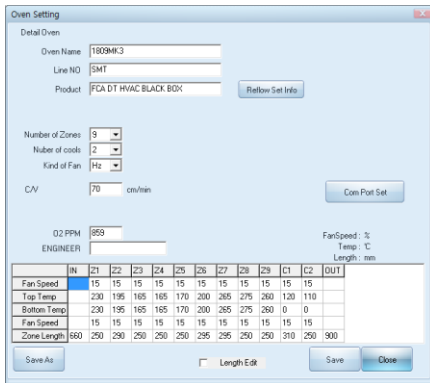 Oven Setting
Detail Oven
Oven Name 1809MK3
Line NO SMT
Product FCA DT HVAC BLACK BOX
Reflow Set Info
Number of Zones 9
Nuber of cools 2
Kind of Fan Hz
C/V 70 cm/min
Com Port Set
O2 PPM 859
ENGINEER
FanSpeed : %
Temp : ℃
Length : mm
IN Z1 Z2 Z3 Z4 Z5 Z6 Z7 Z8 Z9 C1 C2 OUT
Fan Speed 15 15 15 15 15 15 15 15 15 15 15
Top Temp 230 195 165 165 170 200 265 275 260 120 110
Bottom Temp 230 195 165 165 170 200 265 275 260 0 0
Fan Speed 15 15 15 15 15 15 15 15 15 15 15
Zone Length 660 250 290 250 250 250 295 295 250 250 310 250 900
Save As
Length Edit
Save
Close